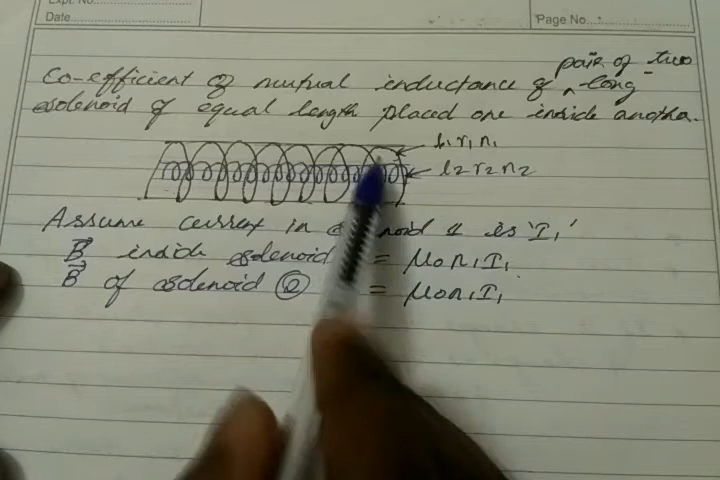 Expt. No.
Date
Page No.
pair of two
Co-efficient of mutual inductance of long
solenoid of equal length placed one inside another.
l1 r1 n1
l2 r2 n2
Assume current in is 'I1'
B inside solenoid = μ0 n1 I1
B of solenoid ② = μ0 n1 I1